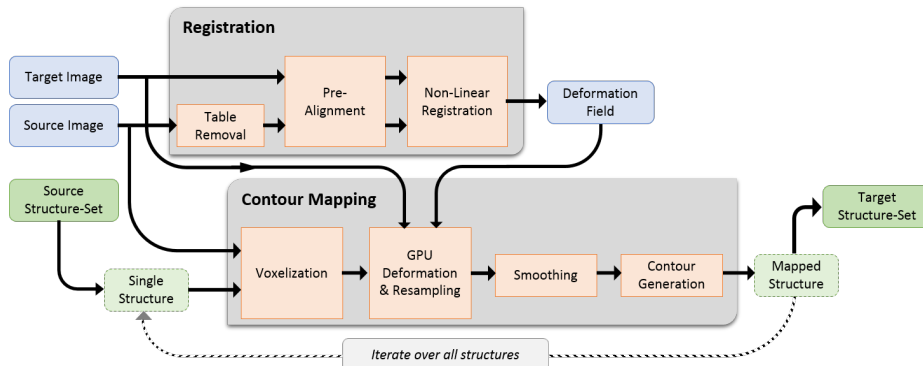 Registration
Target Image
Source Image
Table
Removal
Pre-
Alignment
Non-Linear
Registration
Deformation
Field
Source
Structure-Set
Contour Mapping
Target
Structure-Set
Single
Structure
Voxelization
GPU
Deformation
& Resampling
Smoothing
Contour
Generation
Mapped
Structure
Iterate over all structures